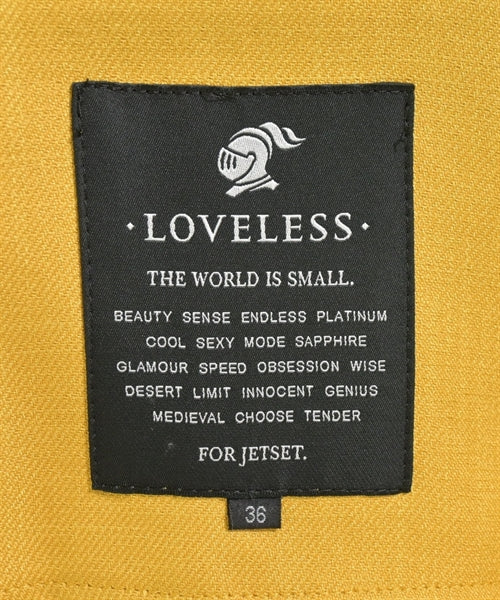 · LOVELESS ·
THE WORLD IS SMALL.
BEAUTY SENSE ENDLESS PLATINUM
COOL SEXY MODE SAPPHIRE
GLAMOUR SPEED OBSESSION WISE
DESERT LIMIT INNOCENT GENIUS
MEDIEVAL CHOOSE TENDER
FOR JETSET.
36